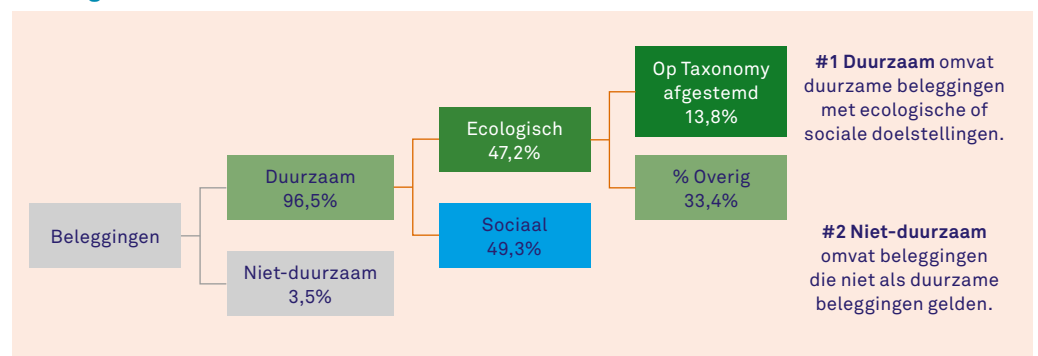 Beleggingen
Duurzaam
96,5%
Niet-duurzaam
3,5%
Ecologisch
47,2%
Sociaal
49,3%
Op Taxonomy
afgestemd
13,8%
% Overig
33,4%
#1 Duurzaam omvat
duurzame beleggingen
met ecologische of
sociale doelstellingen.
#2 Niet-duurzaam
omvat beleggingen
die niet als duurzame
beleggingen gelden.